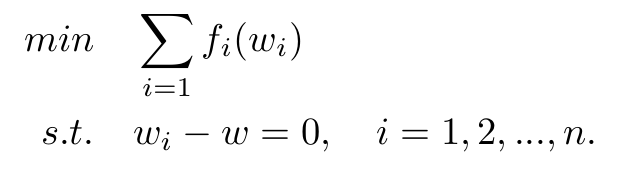 min ∑_{i=1} f_i(w_i)
s.t. w_i − w = 0, i = 1, 2, ..., n.